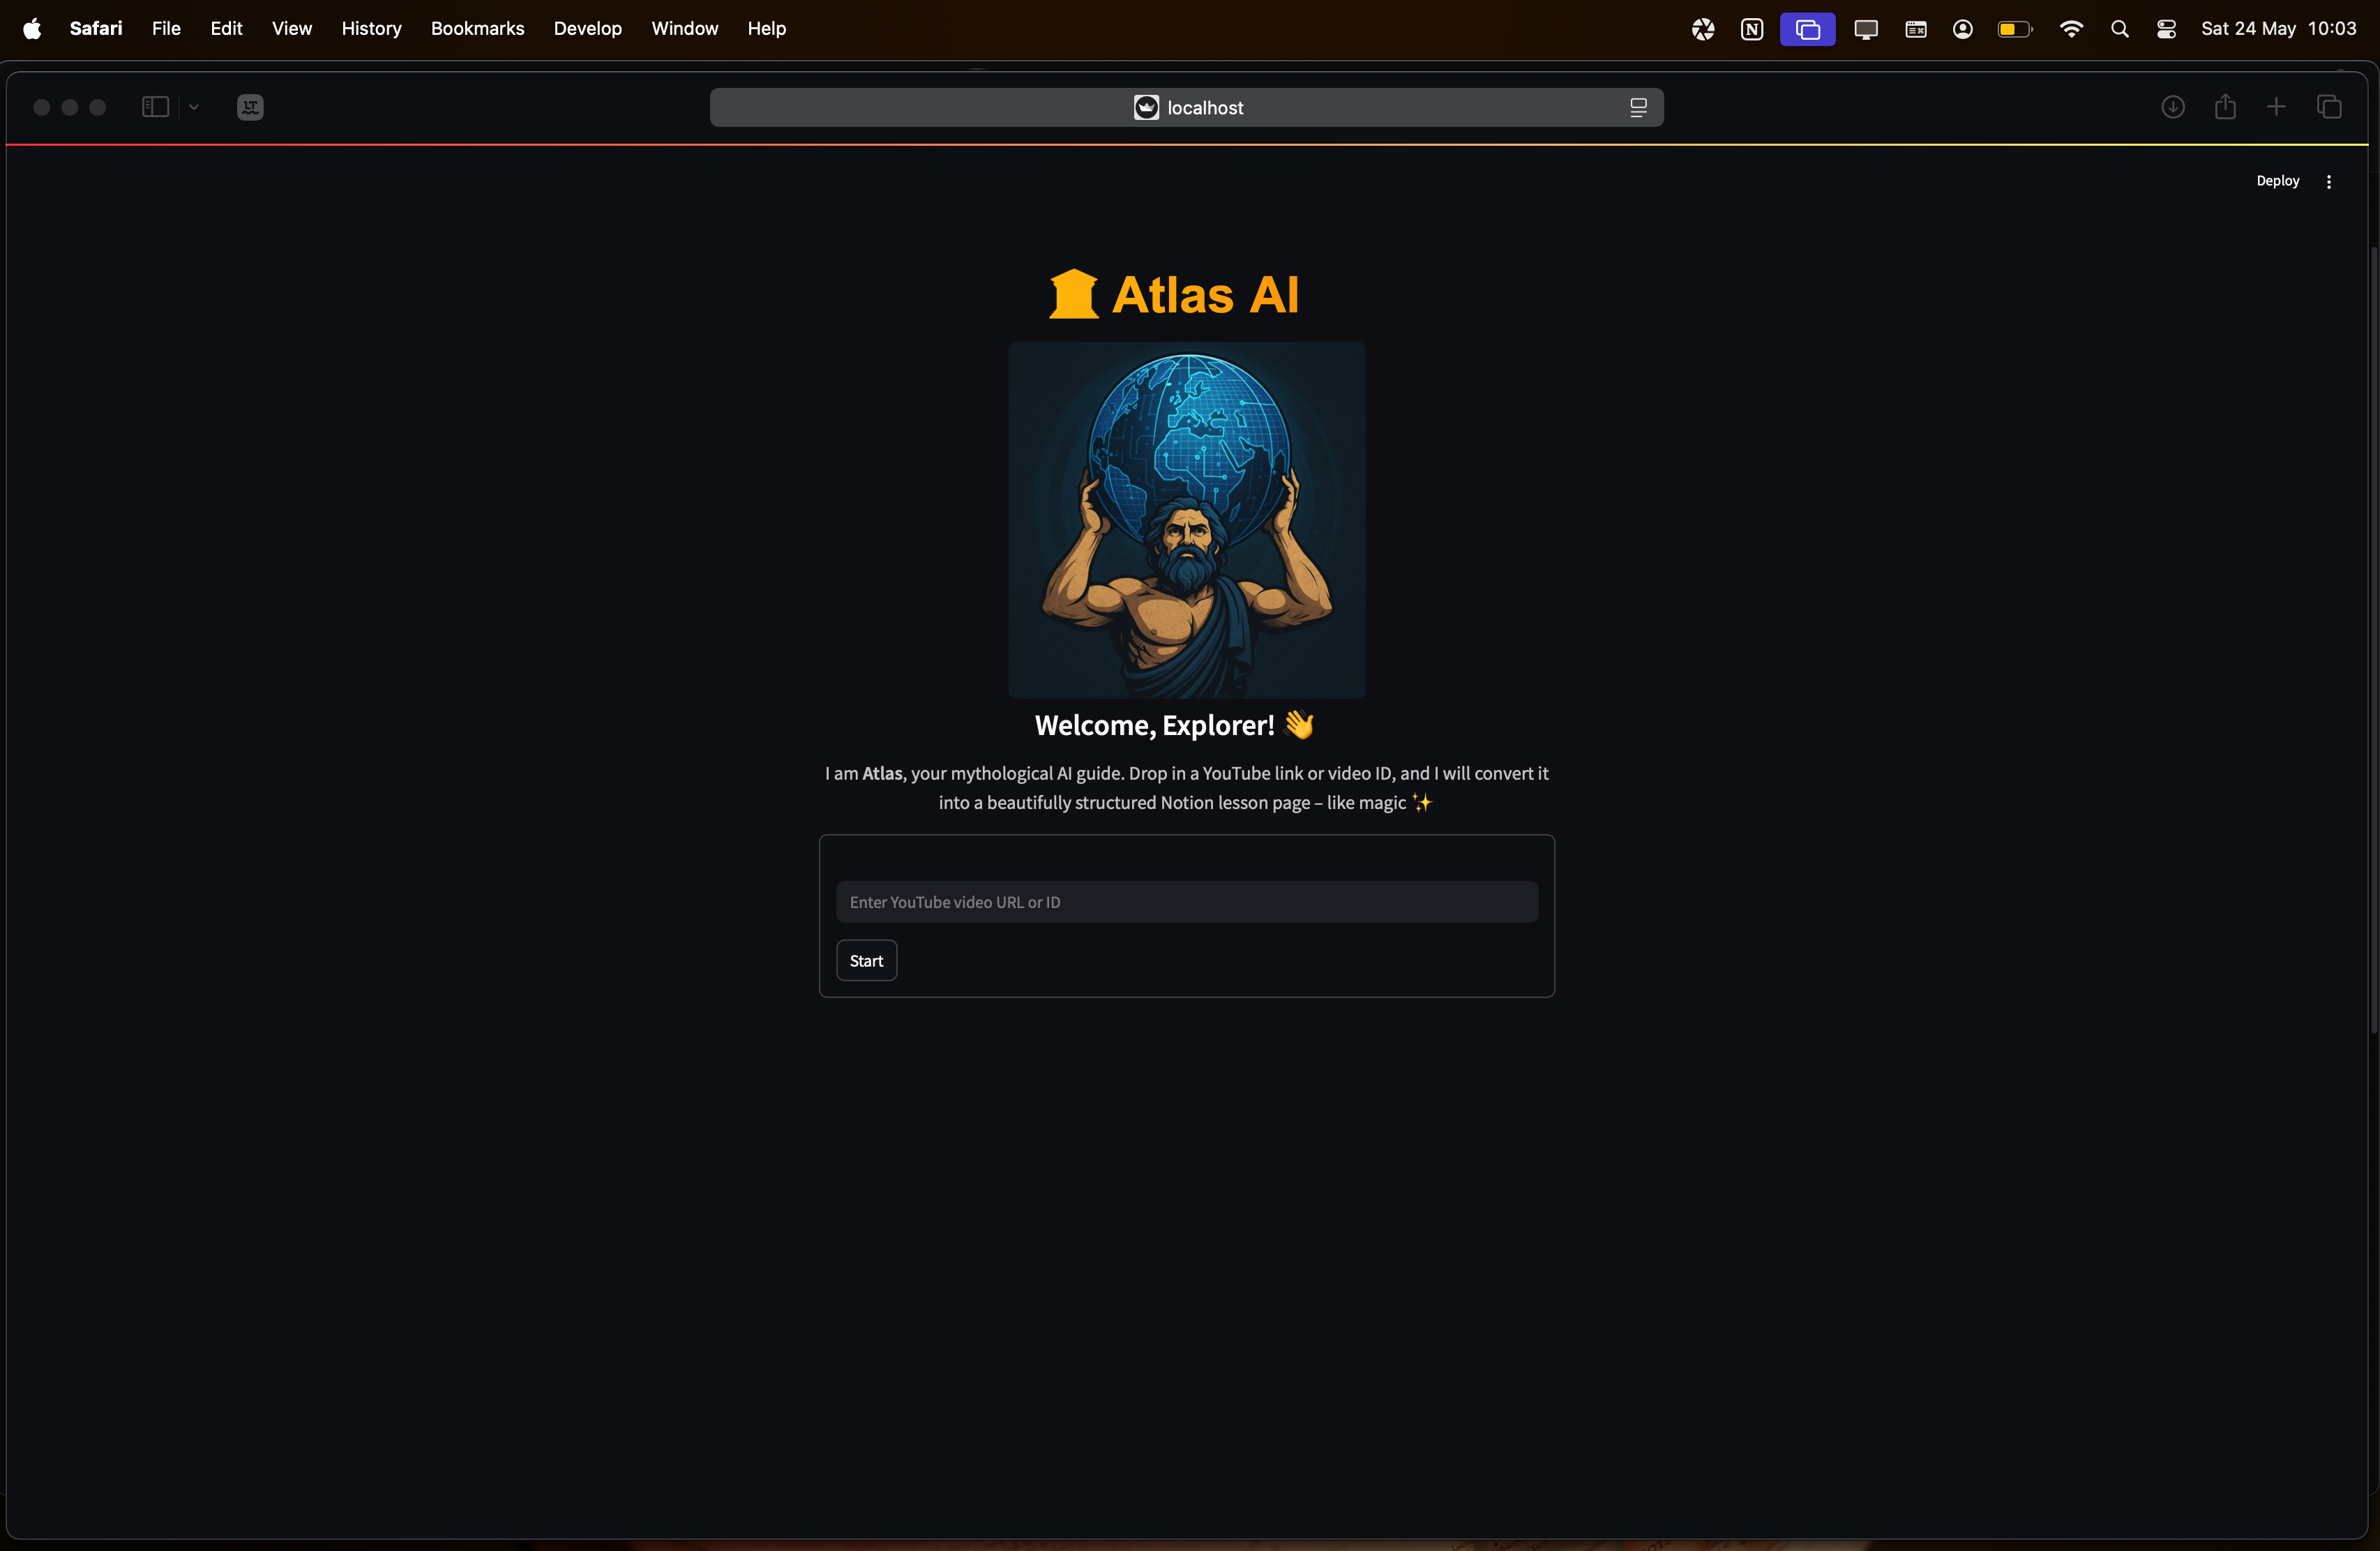 Safari File Edit View History Bookmarks Develop Window Help Sat 24 May 10:03
LT localhost
Deploy
🏛 Atlas AI
Welcome, Explorer! 👋
I am Atlas, your mythological AI guide. Drop in a YouTube link or video ID, and I will convert it
into a beautifully structured Notion lesson page – like magic ✨
Enter YouTube video URL or ID
Start